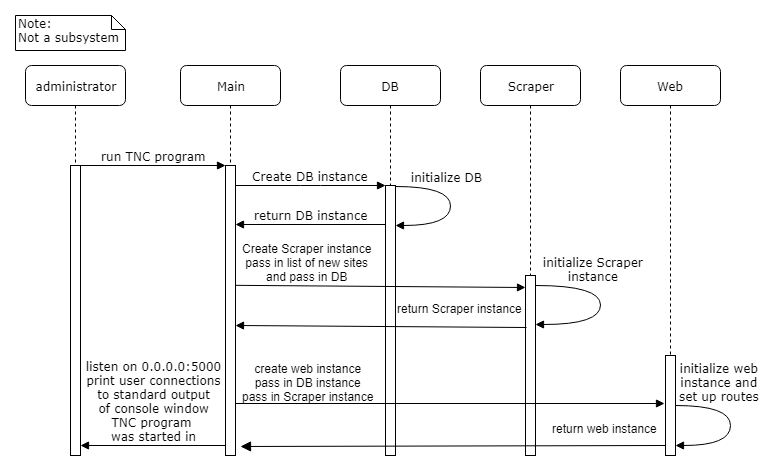 Note:
Not a subsystem
administrator
Main
DB
Scraper
Web
run TNC program
Create DB instance
initialize DB
return DB instance
Create Scraper instance
pass in list of new sites
and pass in DB
initialize Scraper
instance
return Scraper instance
listen on 0.0.0.0:5000
print user connections
to standard output
of console window
TNC program
was started in
create web instance
pass in DB instance
pass in Scraper instance
initialize web
instance and
set up routes
return web instance